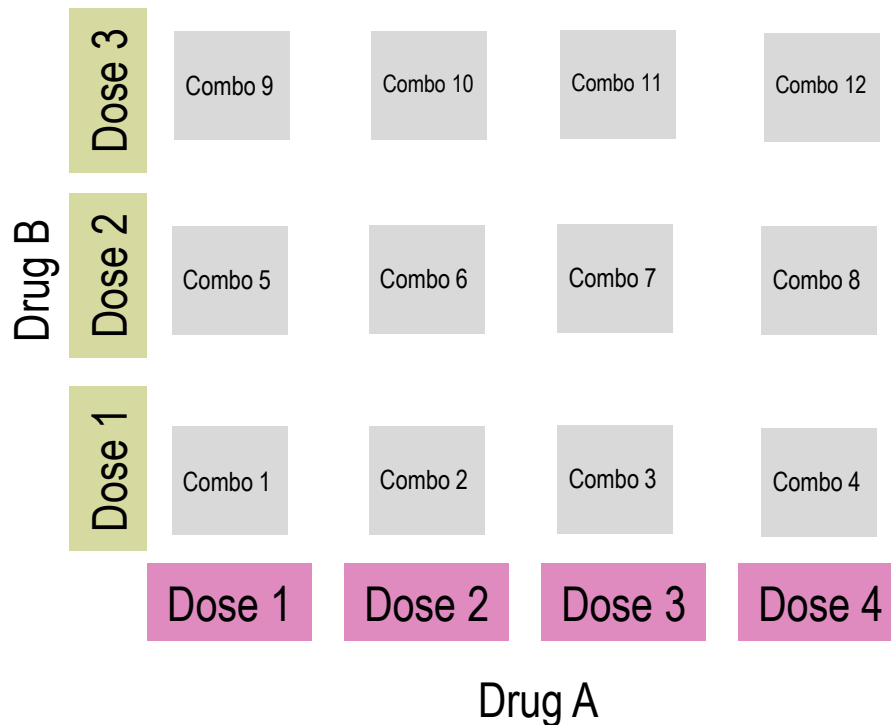 Dose 3
Combo 9
Combo 10
Combo 11
Combo 12
Drug B
Dose 2
Combo 5
Combo 6
Combo 7
Combo 8
Dose 1
Combo 1
Combo 2
Combo 3
Combo 4
Dose 1
Dose 2
Dose 3
Dose 4
Drug A